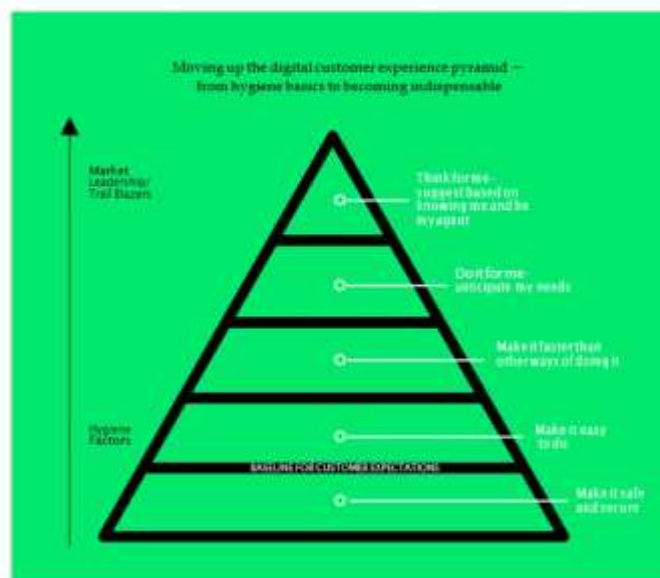 Moving up the digital customer experience pyramid —
from hygiene basics to becoming indispensable
Market
Leadership/
Trail Blazers
Think for me -
suggest based on
knowing me and be
my agent
Do it for me -
anticipate my needs
Make it faster than
other ways of doing it
Hygiene
Factors
Make it easy
to do
BASELINE FOR CUSTOMER EXPECTATIONS
Make it safe
and secure